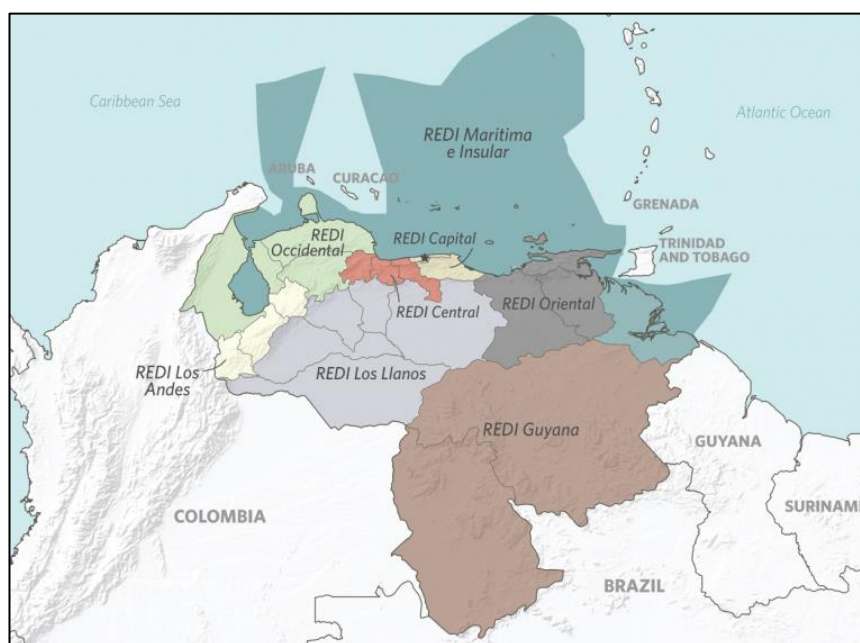 Caribbean Sea
Atlantic Ocean
REDI Maritima
e Insular
ARUBA
CURACAO
GRENADA
TRINIDAD
AND TOBAGO
REDI
Occidental
REDI Capital
REDI Central
REDI Oriental
REDI Los
Andes
REDI Los Llanos
REDI Guyana
GUYANA
SURINAM
COLOMBIA
BRAZIL